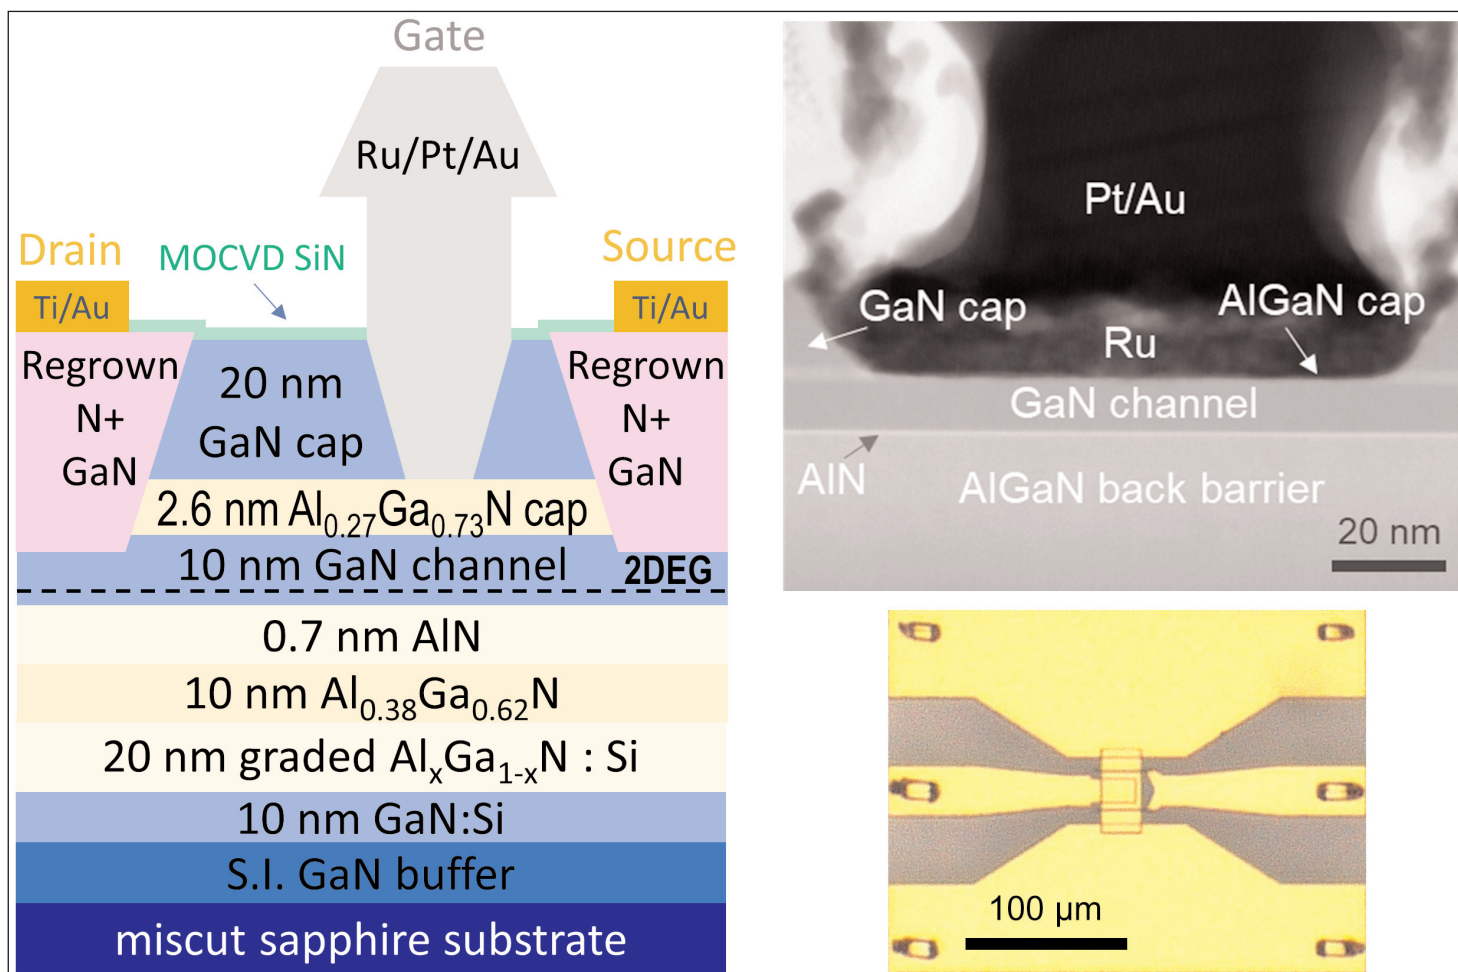 Gate
Ru/Pt/Au
Drain
MOCVD SiN
Source
Ti/Au
Ti/Au
Regrown
N+
GaN
20 nm
GaN cap
Regrown
N+
GaN
2.6 nm Al0.27Ga0.73N cap
10 nm GaN channel
2DEG
0.7 nm AlN
10 nm Al0.38Ga0.62N
20 nm graded AlxGa1-xN : Si
10 nm GaN:Si
S.I. GaN buffer
miscut sapphire substrate
Pt/Au
GaN cap
AlGaN cap
Ru
GaN channel
AlN
AlGaN back barrier
20 nm
100 µm